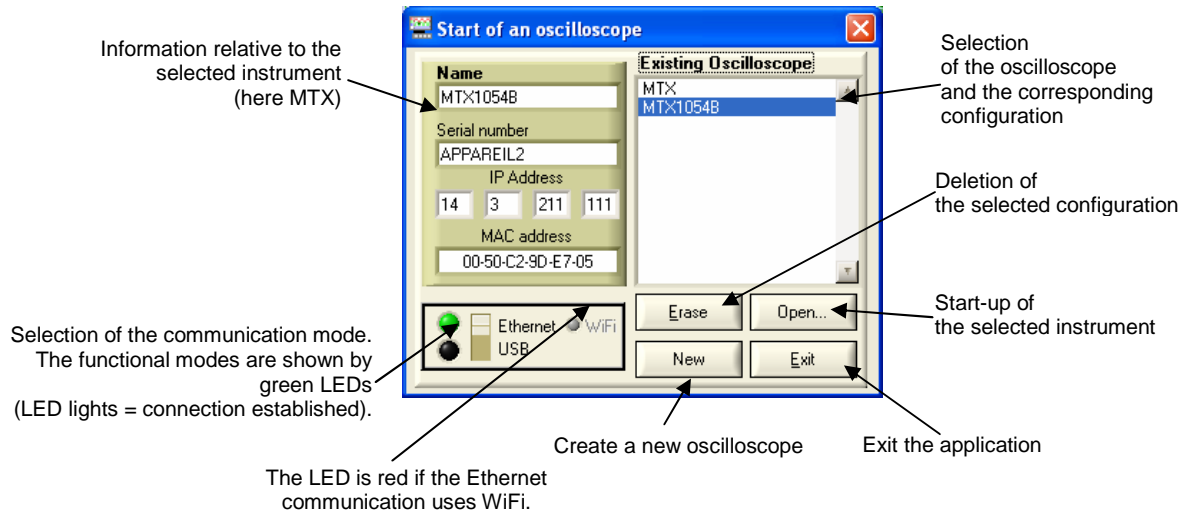 Start of an oscilloscope
Information relative to the
selected instrument
(here MTX)
Selection
of the oscilloscope
and the corresponding
configuration
Name
MTX1054B
Serial number
APPAREIL2
IP Address
14 3 211 111
MAC address
00-50-C2-9D-E7-05
Existing Oscilloscope
MTX
MTX1054B
Deletion of
the selected configuration
Ethernet WiFi
USB
Erase Open...
New Exit
Start-up of
the selected instrument
Selection of the communication mode.
The functional modes are shown by
green LEDs
(LED lights = connection established).
Create a new oscilloscope
Exit the application
The LED is red if the Ethernet
communication uses WiFi.